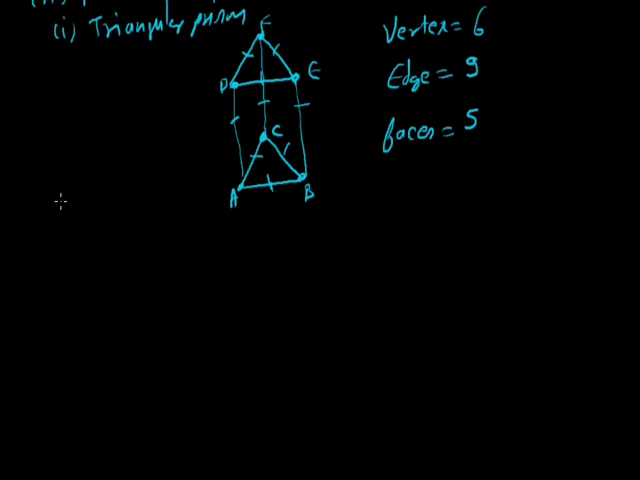 (i) Triangular prism
F
D
E
C
A
B
Vertex = 6
Edge = 9
faces = 5